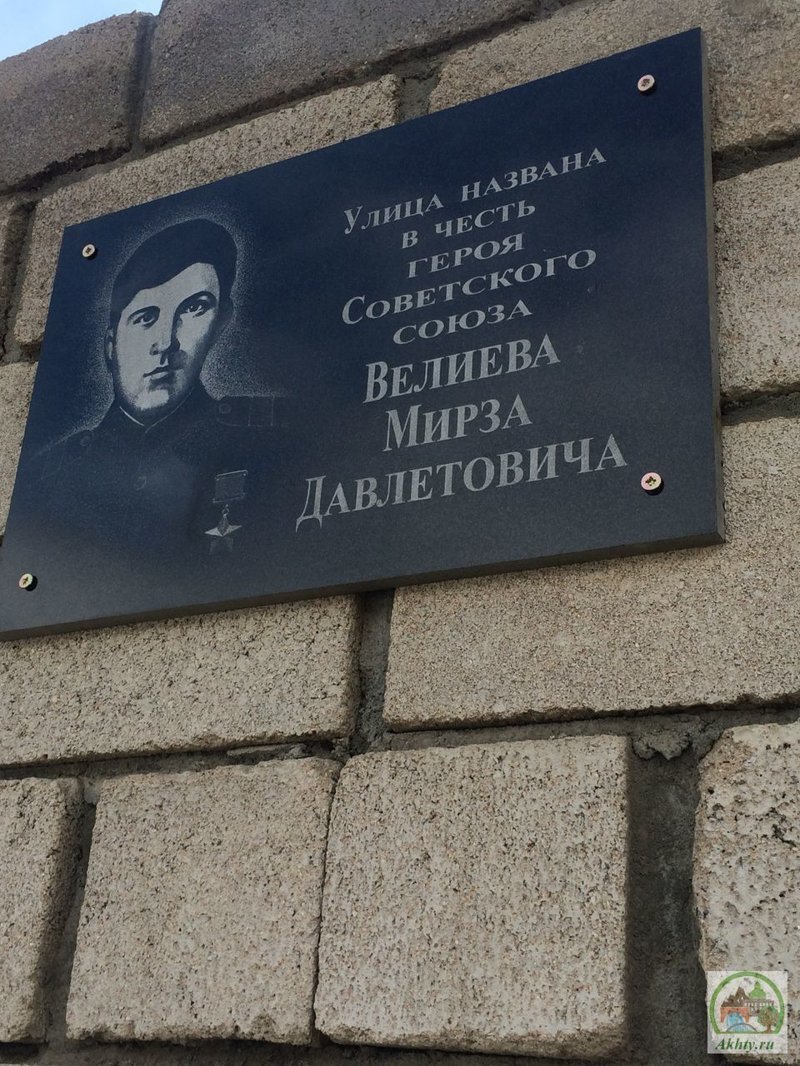 Улица названа
в честь
героя
Советского
союза
Велиева
Мирза
Давлетовича
Akhty.ru